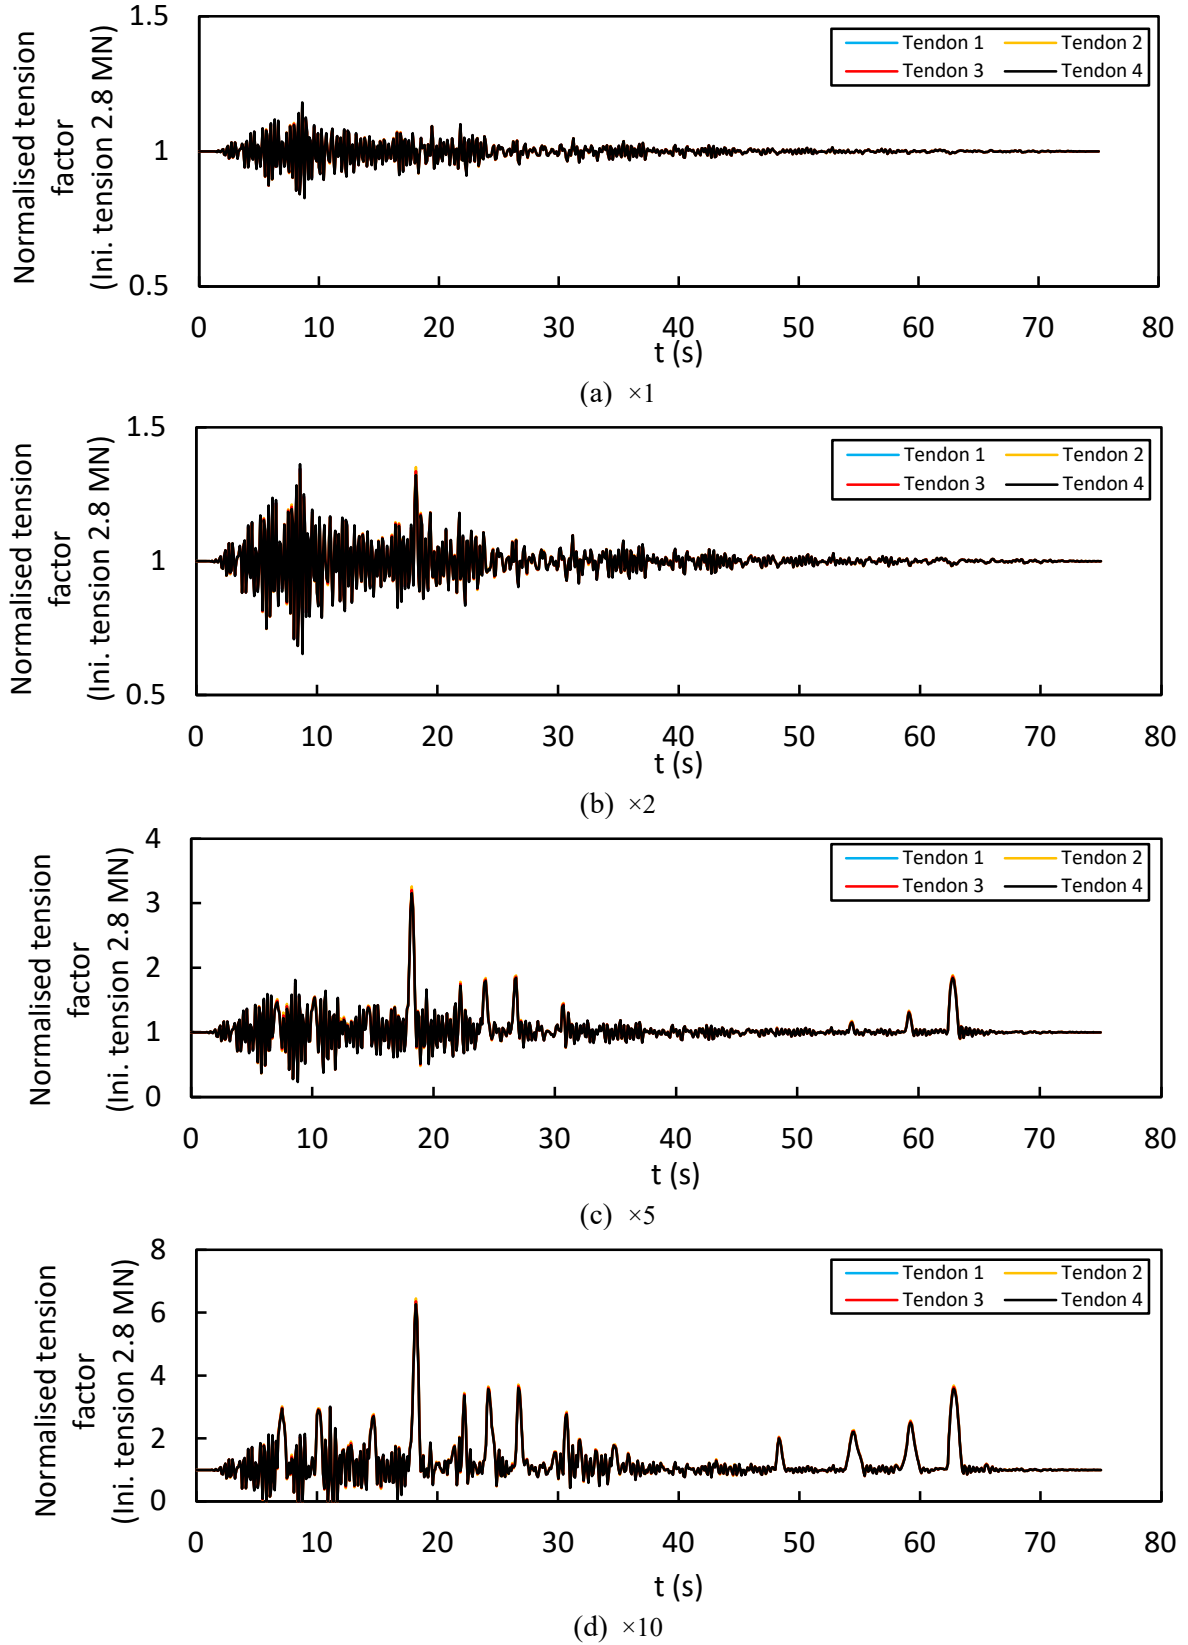 Normalised tension
factor
(Ini. tension 2.8 MN)
1.5
1
0.5
Tendon 1 Tendon 2
Tendon 3 Tendon 4
0 10 20 30 40 50 60 70 80
t (s)
(a) ×1
Normalised tension
factor
(Ini. tension 2.8 MN)
1.5
1
0.5
Tendon 1 Tendon 2
Tendon 3 Tendon 4
0 10 20 30 40 50 60 70 80
t (s)
(b) ×2
Normalised tension
factor
(Ini. tension 2.8 MN)
4
3
2
1
0
Tendon 1 Tendon 2
Tendon 3 Tendon 4
0 10 20 30 40 50 60 70 80
t (s)
(c) ×5
Normalised tension
factor
(Ini. tension 2.8 MN)
8
6
4
2
0
Tendon 1 Tendon 2
Tendon 3 Tendon 4
0 10 20 30 40 50 60 70 80
t (s)
(d) ×10